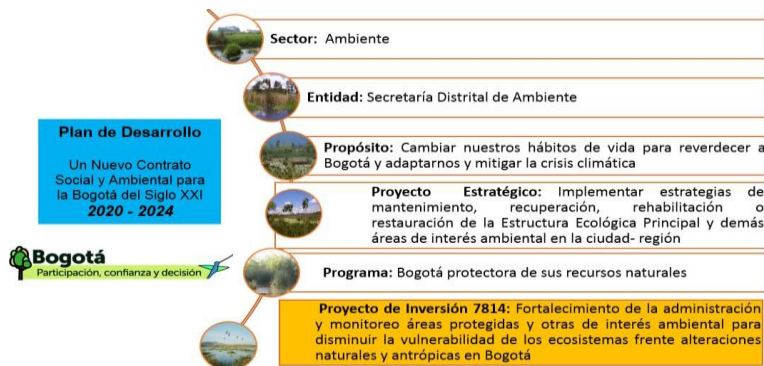 Sector: Ambiente
Entidad: Secretaría Distrital de Ambiente
Plan de Desarrollo
Un Nuevo Contrato
Social y Ambiental para
la Bogotá del Siglo XXI
2020 - 2024
Propósito: Cambiar nuestros hábitos de vida para reverdecer a
Bogotá y adaptarnos y mitigar la crisis climática
Proyecto Estratégico: Implementar estrategias de
mantenimiento, recuperación, rehabilitación o
restauración de la Estructura Ecológica Principal y demás
áreas de interés ambiental en la ciudad- región
Bogotá
Participación, confianza y decisión
Programa: Bogotá protectora de sus recursos naturales
Proyecto de Inversión 7814: Fortalecimiento de la administración
y monitoreo áreas protegidas y otras de interés ambiental para
disminuir la vulnerabilidad de los ecosistemas frente alteraciones
naturales y antrópicas en Bogotá